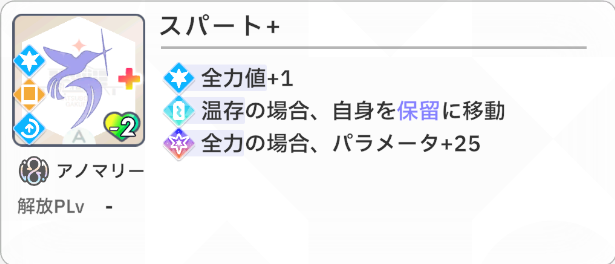 スパート+
全力値+1
温存の場合、自身を保留に移動
全力の場合、パラメータ+25
-2
A
アノマリー
解放PLv -